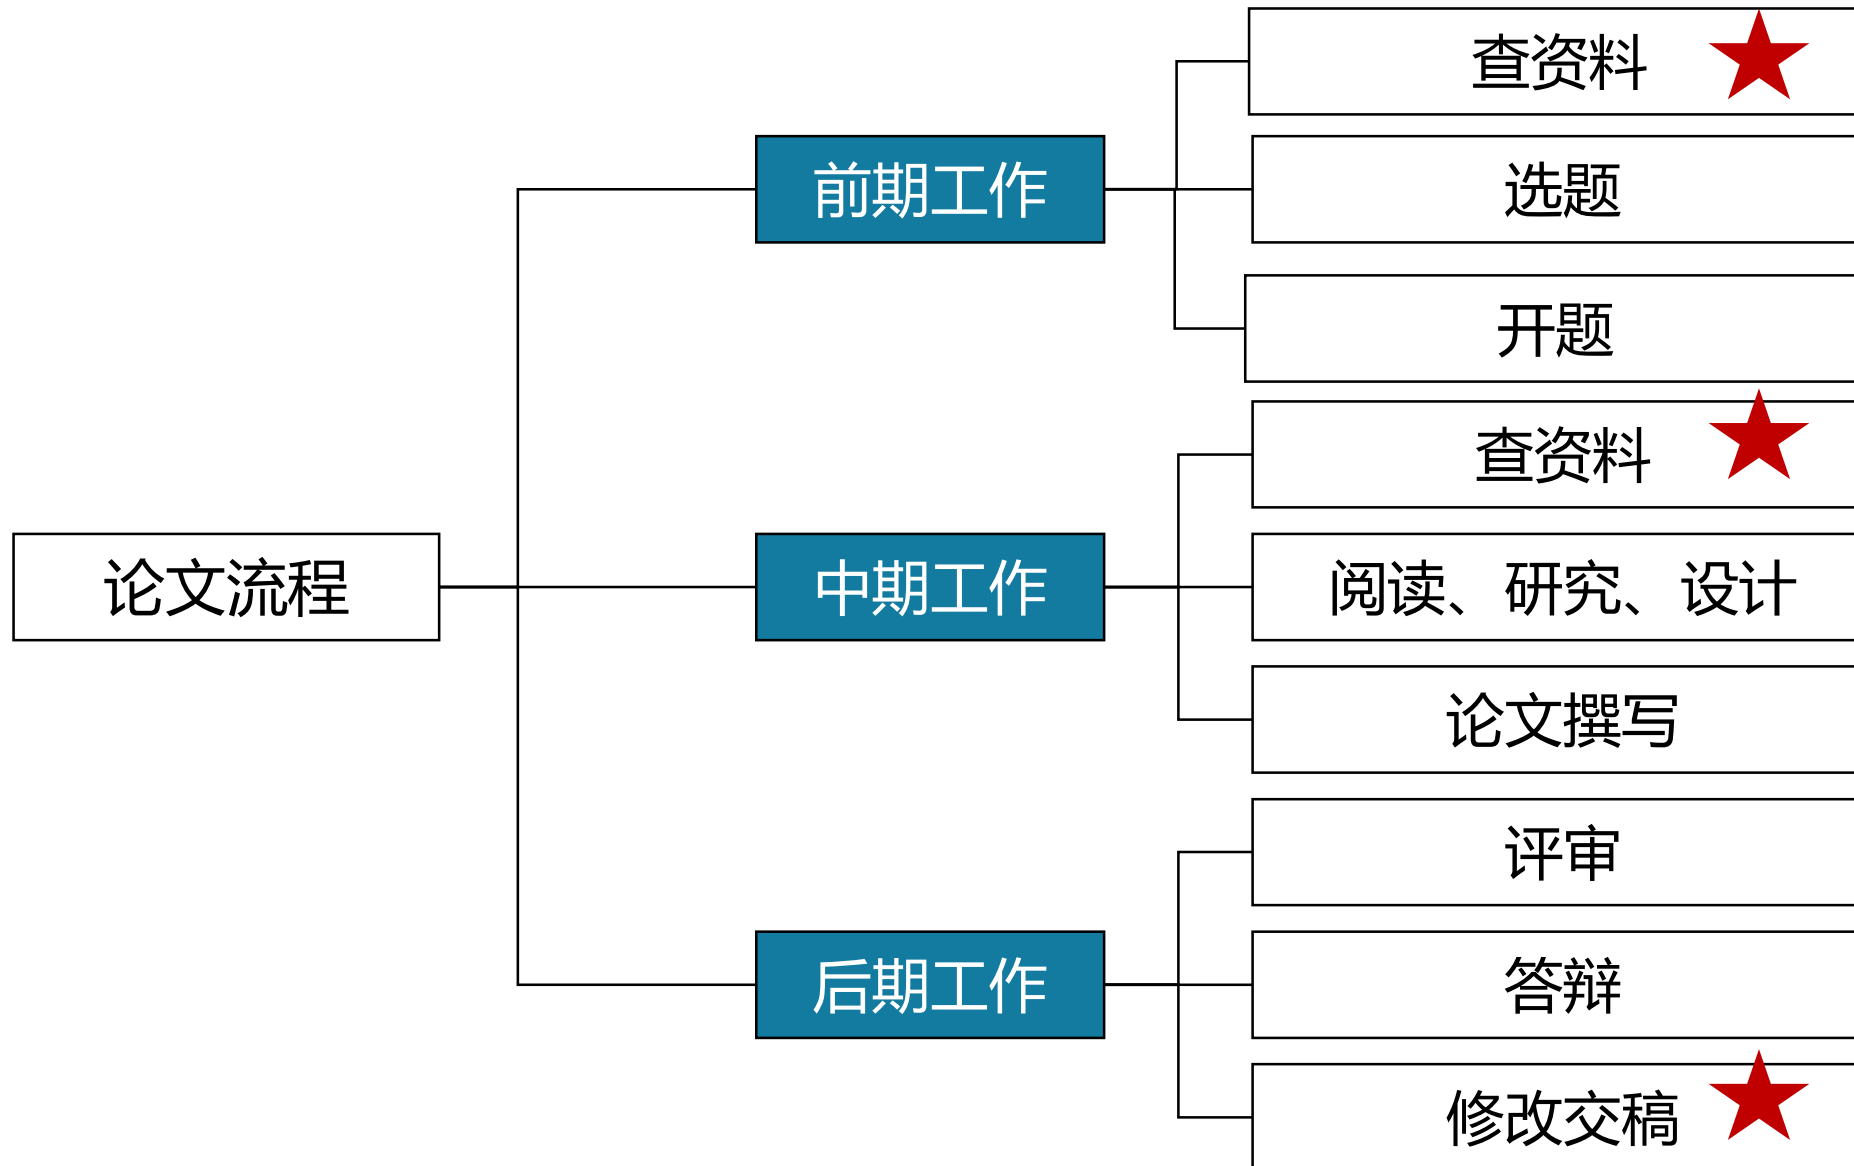 论文流程
前期工作
查资料
选题
开题
中期工作
查资料
阅读、研究、设计
论文撰写
后期工作
评审
答辩
修改交稿